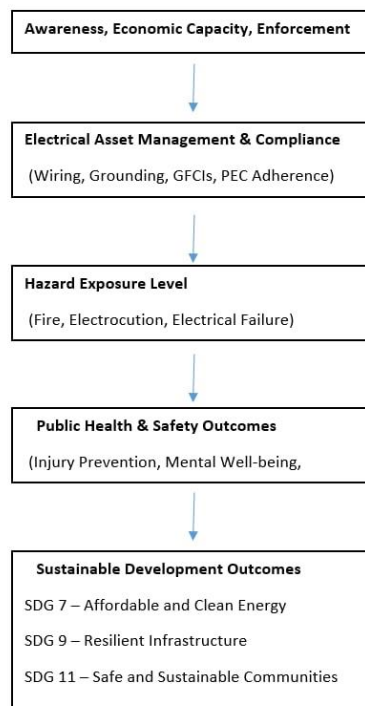 Awareness, Economic Capacity, Enforcement
Electrical Asset Management & Compliance
(Wiring, Grounding, GFCIs, PEC Adherence)
Hazard Exposure Level
(Fire, Electrocution, Electrical Failure)
Public Health & Safety Outcomes
(Injury Prevention, Mental Well-being,
Sustainable Development Outcomes
SDG 7 – Affordable and Clean Energy
SDG 9 – Resilient Infrastructure
SDG 11 – Safe and Sustainable Communities